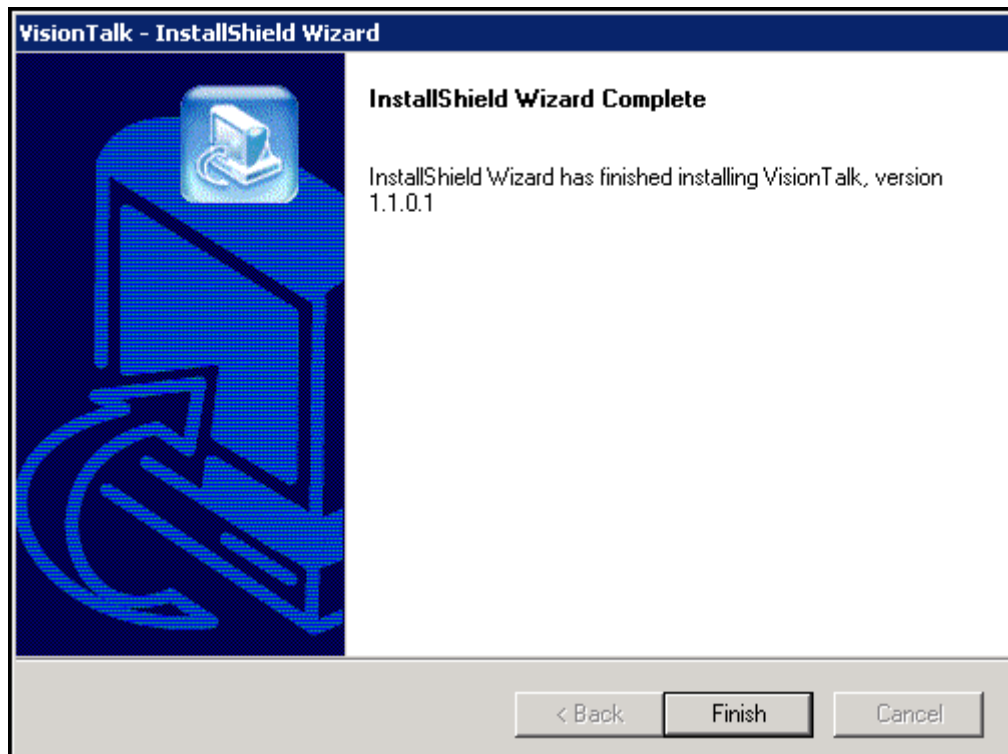 VisionTalk - InstallShield Wizard
InstallShield Wizard Complete
InstallShield Wizard has finished installing VisionTalk, version
1.1.0.1
< Back
Finish
Cancel